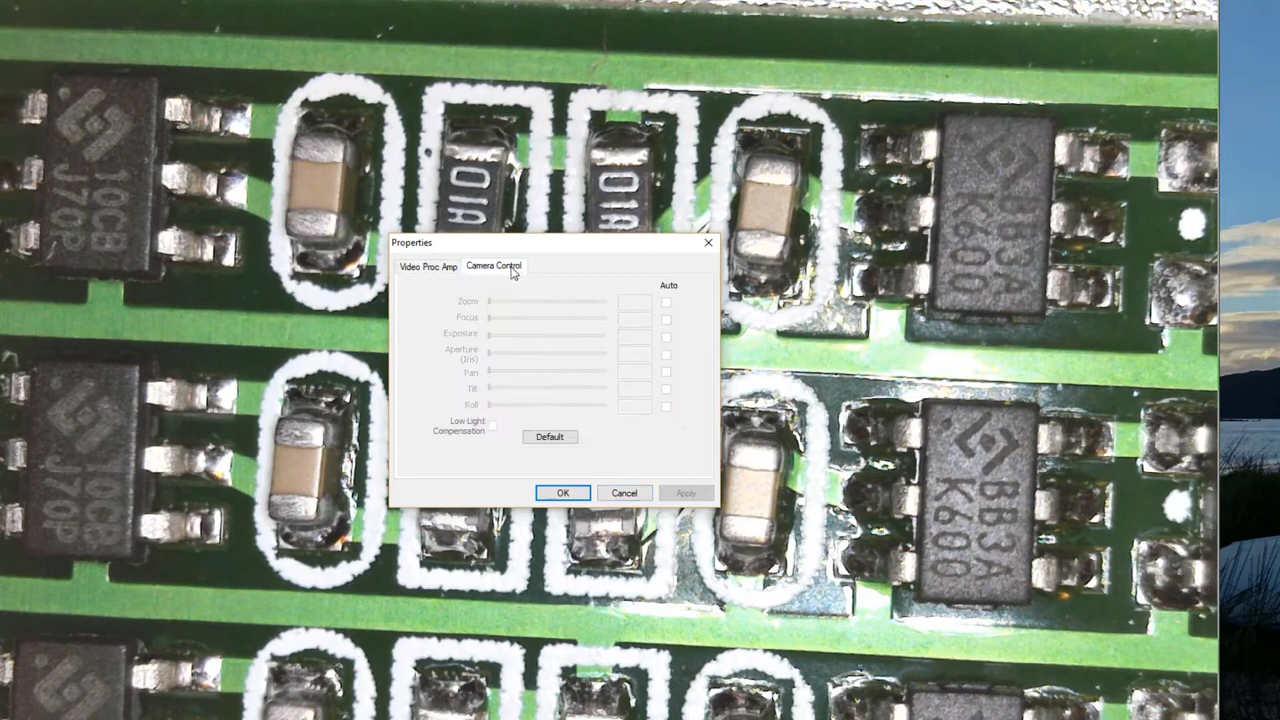 10CB
J70P
01A
01A
BB3A
K600
Properties
Video Proc Amp
Camera Control
Auto
Zoom
Focus
Exposure
Aperture
(Iris)
Pan
Tilt
Roll
Low Light
Compensation
Default
OK
Cancel
Apply
10CB
J70P
BB3A
K600